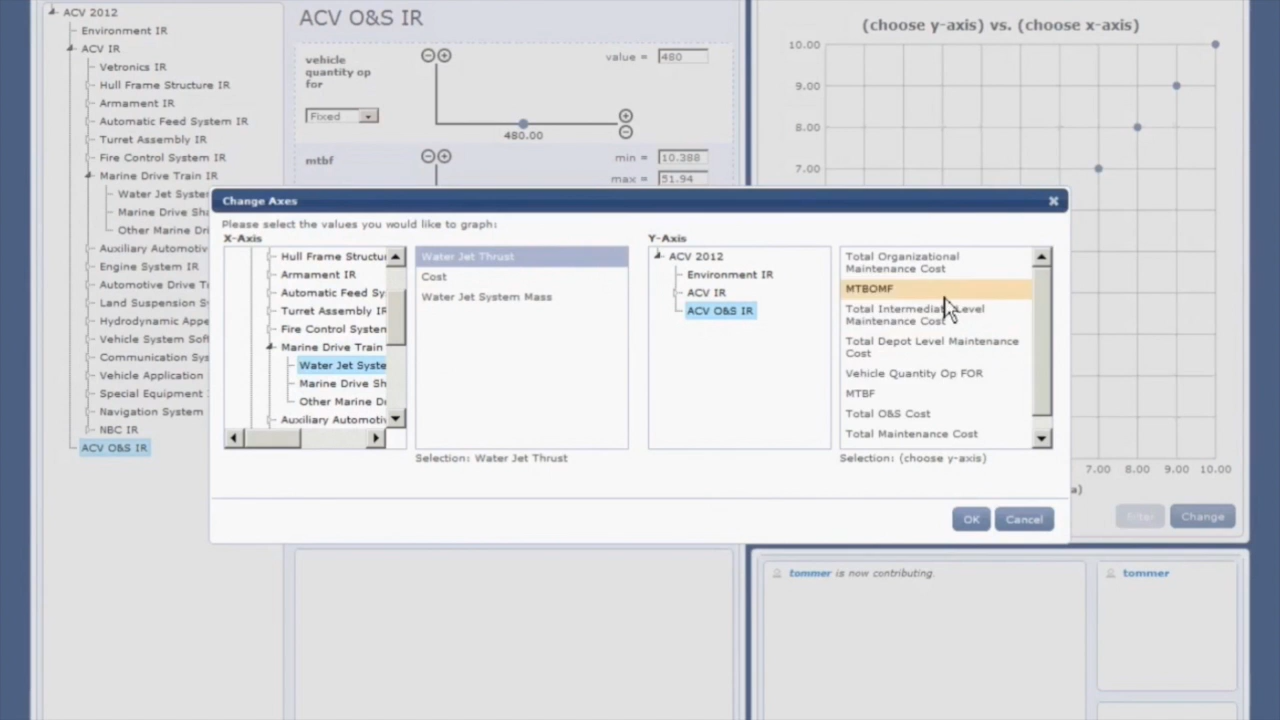 ACV 2012
Environment IR
ACV IR
Vetronics IR
Hull Frame Structure IR
Armament IR
Automatic Feed System IR
Turret Assembly IR
Fire Control System IR
Marine Drive Train IR
Water Jet System
Marine Drive Sha
Other Marine Dri
Auxiliary Automotiv
Engine System IR
Automotive Drive T
Land Suspension S
Hydrodynamic Appe
Vehicle System Soft
Communication Sys
Vehicle Application
Special Equipment
Navigation System
NBC IR
ACV O&S IR
ACV O&S IR
vehicle
quantity op
for
Fixed
480.00
value = 480
mtbf
min = 10.388
max = 51.94
(choose y-axis) vs. (choose x-axis)
10.00
9.00
8.00
7.00
7.00 8.00 9.00 10.00
a)
Filter
Change
Change Axes
Please select the values you would like to graph:
X-Axis
Hull Frame Structu
Armament IR
Automatic Feed Sy
Turret Assembly IR
Fire Control System
Marine Drive Train
Water Jet Syste
Marine Drive Sh
Other Marine Dr
Auxiliary Automoti
Water Jet Thrust
Cost
Water Jet System Mass
Selection: Water Jet Thrust
Y-Axis
ACV 2012
Environment IR
ACV IR
ACV O&S IR
Total Organizational
Maintenance Cost
MTBOMF
Total Intermediate Level
Maintenance Cost
Total Depot Level Maintenance
Cost
Vehicle Quantity Op FOR
MTBF
Total O&S Cost
Total Maintenance Cost
Selection: (choose y-axis)
OK
Cancel
tommer is now contributing.
tommer